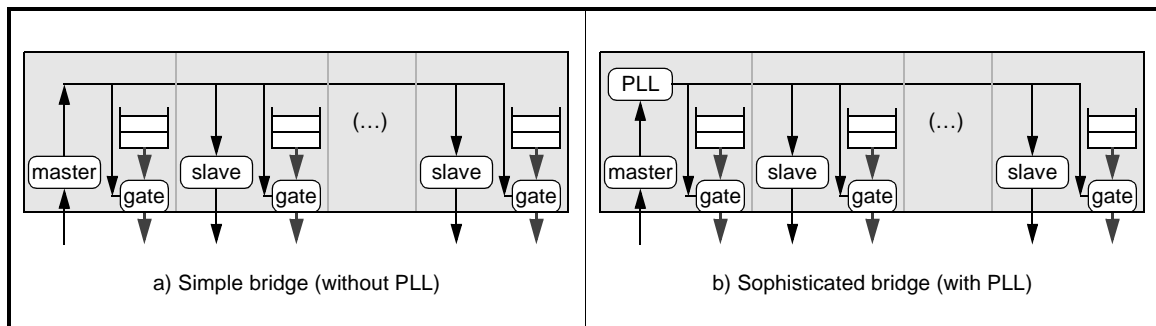 (...)
master
slave
slave
gate
gate
gate
a) Simple bridge (without PLL)
PLL
(...)
master
slave
slave
gate
gate
gate
b) Sophisticated bridge (with PLL)